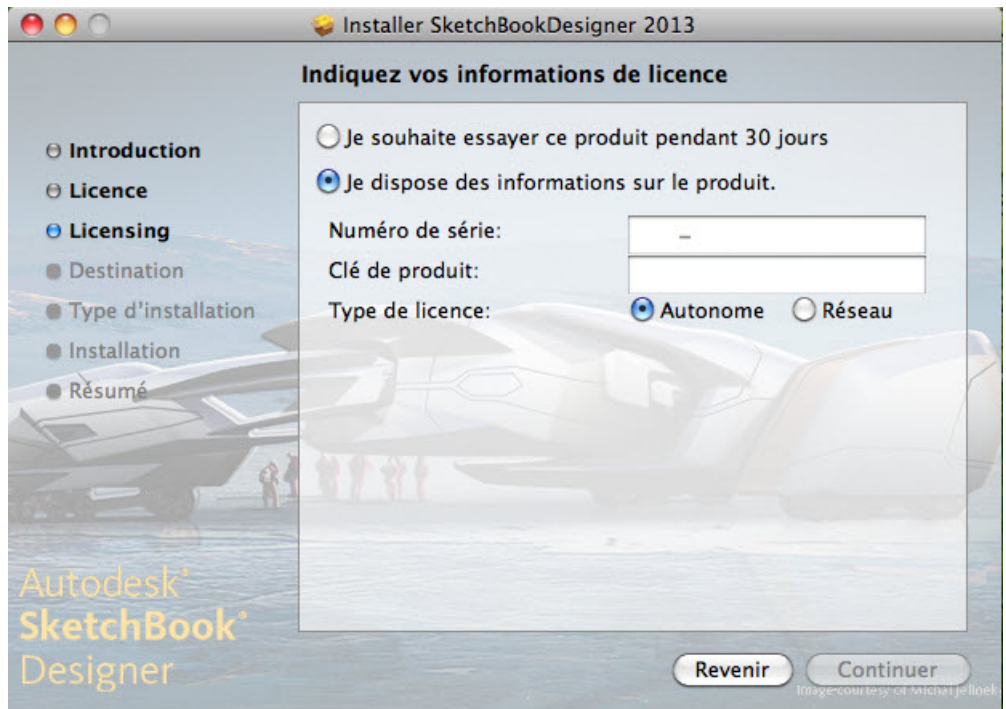 Installer SketchBookDesigner 2013
Indiquez vos informations de licence
Introduction
Licence
Licensing
Destination
Type d'installation
Installation
Résumé
Je souhaite essayer ce produit pendant 30 jours
Je dispose des informations sur le produit.
Numéro de série:
–
Clé de produit:
Type de licence:
Autonome
Réseau
Autodesk®
SketchBook®
Designer
Revenir
Continuer
Image courtesy of Michal Jelinek